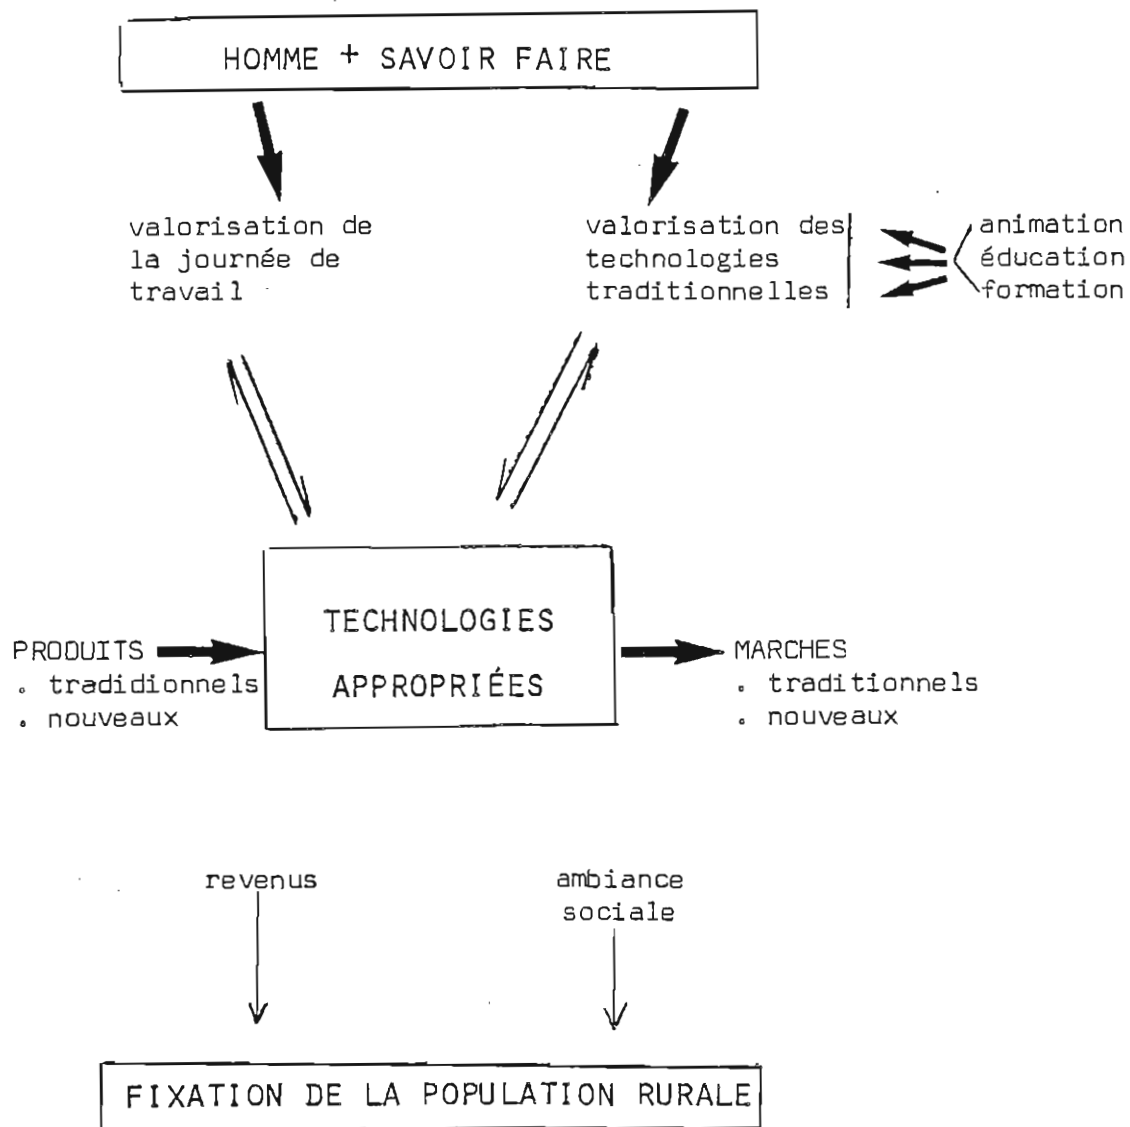 HOMME + SAVOIR FAIRE
valorisation de
la journée de
travail
valorisation des
technologies
traditionnelles
animation
éducation
formation
TECHNOLOGIES
APPROPRIÉES
PRODUITS
. tradidionnels
. nouveaux
MARCHES
. traditionnels
. nouveaux
revenus
ambiance
sociale
FIXATION DE LA POPULATION RURALE